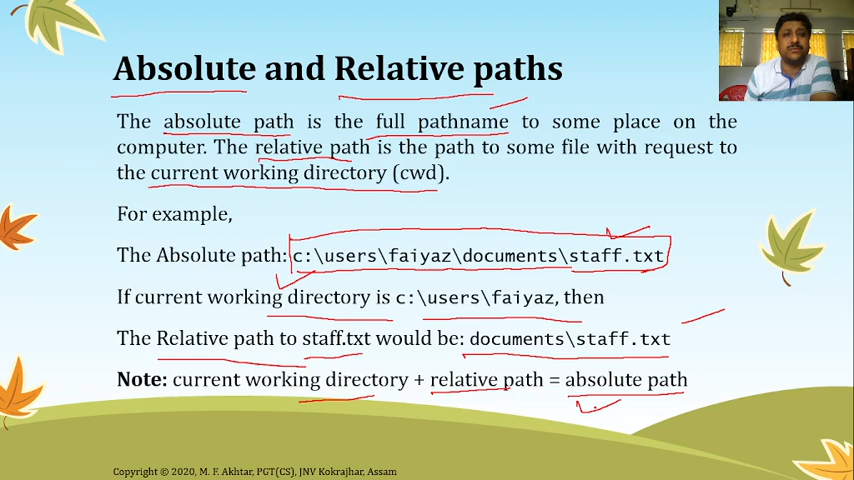 Absolute and Relative paths
The absolute path is the full pathname to some place on the
computer. The relative path is the path to some file with request to
the current working directory (cwd).
For example,
The Absolute path: c:\users\faiyaz\documents\staff.txt
If current working directory is c:\users\faiyaz, then
The Relative path to staff.txt would be: documents\staff.txt
Note: current working directory + relative path = absolute path
Copyright © 2020, M. F. Akhtar, PGT(CS), JNV Kokrajhar, Assam